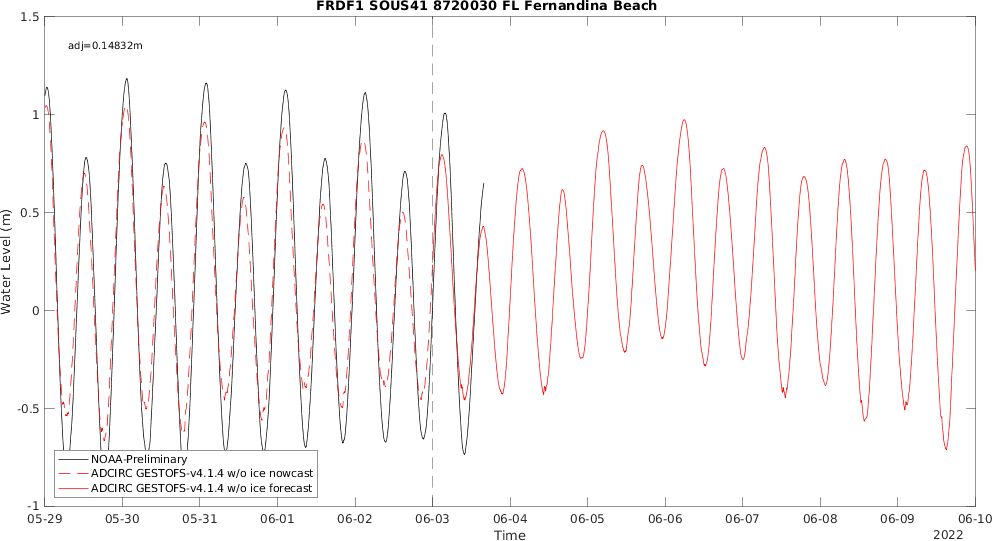 FRDF1 SOUS41 8720030 FL Fernandina Beach
adj=0.14832m
1.5
1
0.5
0
-0.5
-1
Water Level (m)
NOAA-Preliminary
ADCIRC GESTOFS-v4.1.4 w/o ice nowcast
ADCIRC GESTOFS-v4.1.4 w/o ice forecast
05-29 05-30 05-31 06-01 06-02 06-03 06-04 06-05 06-06 06-07 06-08 06-09 06-10
Time
2022